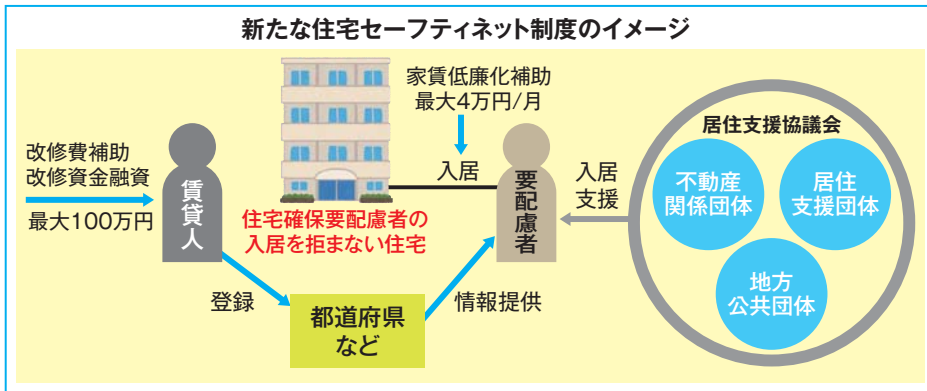 新たな住宅セーフティネット制度のイメージ
改修費補助
改修資金融資
最大100万円
賃貸人
住宅確保要配慮者の
入居を拒まない住宅
家賃低廉化補助
最大4万円/月
入居
要配慮者
入居
支援
居住支援協議会
不動産
関係団体
居住
支援団体
地方
公共団体
登録
都道府県
など
情報提供